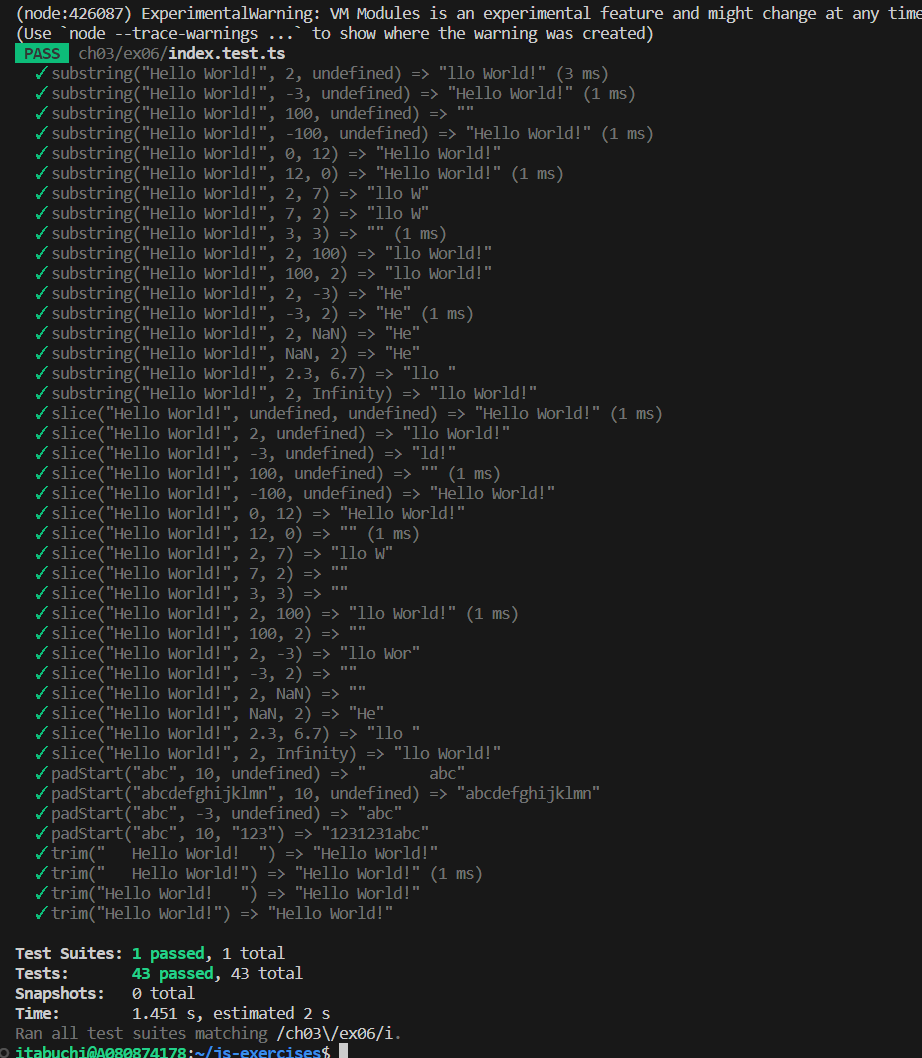 (node:426087) ExperimentalWarning: VM Modules is an experimental feature and might change at any time
(Use `node --trace-warnings ...` to show where the warning was created)
PASS ch03/ex06/index.test.ts
✓ substring("Hello World!", 2, undefined) => "llo World!" (3 ms)
✓ substring("Hello World!", -3, undefined) => "Hello World!" (1 ms)
✓ substring("Hello World!", 100, undefined) => ""
✓ substring("Hello World!", -100, undefined) => "Hello World!" (1 ms)
✓ substring("Hello World!", 0, 12) => "Hello World!"
✓ substring("Hello World!", 12, 0) => "Hello World!" (1 ms)
✓ substring("Hello World!", 2, 7) => "llo W"
✓ substring("Hello World!", 7, 2) => "llo W"
✓ substring("Hello World!", 3, 3) => "" (1 ms)
✓ substring("Hello World!", 2, 100) => "llo World!"
✓ substring("Hello World!", 100, 2) => "llo World!"
✓ substring("Hello World!", 2, -3) => "He"
✓ substring("Hello World!", -3, 2) => "He" (1 ms)
✓ substring("Hello World!", 2, NaN) => "He"
✓ substring("Hello World!", NaN, 2) => "He"
✓ substring("Hello World!", 2.3, 6.7) => "llo "
✓ substring("Hello World!", 2, Infinity) => "llo World!"
✓ slice("Hello World!", undefined, undefined) => "Hello World!" (1 ms)
✓ slice("Hello World!", 2, undefined) => "llo World!"
✓ slice("Hello World!", -3, undefined) => "ld!"
✓ slice("Hello World!", 100, undefined) => "" (1 ms)
✓ slice("Hello World!", -100, undefined) => "Hello World!"
✓ slice("Hello World!", 0, 12) => "Hello World!"
✓ slice("Hello World!", 12, 0) => "" (1 ms)
✓ slice("Hello World!", 2, 7) => "llo W"
✓ slice("Hello World!", 7, 2) => ""
✓ slice("Hello World!", 3, 3) => ""
✓ slice("Hello World!", 2, 100) => "llo World!" (1 ms)
✓ slice("Hello World!", 100, 2) => ""
✓ slice("Hello World!", 2, -3) => "llo Wor"
✓ slice("Hello World!", -3, 2) => ""
✓ slice("Hello World!", 2, NaN) => ""
✓ slice("Hello World!", NaN, 2) => "He"
✓ slice("Hello World!", 2.3, 6.7) => "llo "
✓ slice("Hello World!", 2, Infinity) => "llo World!"
✓ padStart("abc", 10, undefined) => "       abc"
✓ padStart("abcdefghijklmn", 10, undefined) => "abcdefghijklmn"
✓ padStart("abc", -3, undefined) => "abc"
✓ padStart("abc", 10, "123") => "1231231abc"
✓ trim("   Hello World!  ") => "Hello World!"
✓ trim("   Hello World!") => "Hello World!" (1 ms)
✓ trim("Hello World!   ") => "Hello World!"
✓ trim("Hello World!") => "Hello World!"
Test Suites: 1 passed, 1 total
Tests: 43 passed, 43 total
Snapshots: 0 total
Time: 1.451 s, estimated 2 s
Ran all test suites matching /ch03\/ex06/i.
itabuchi@A080874178:~/js-exercises$